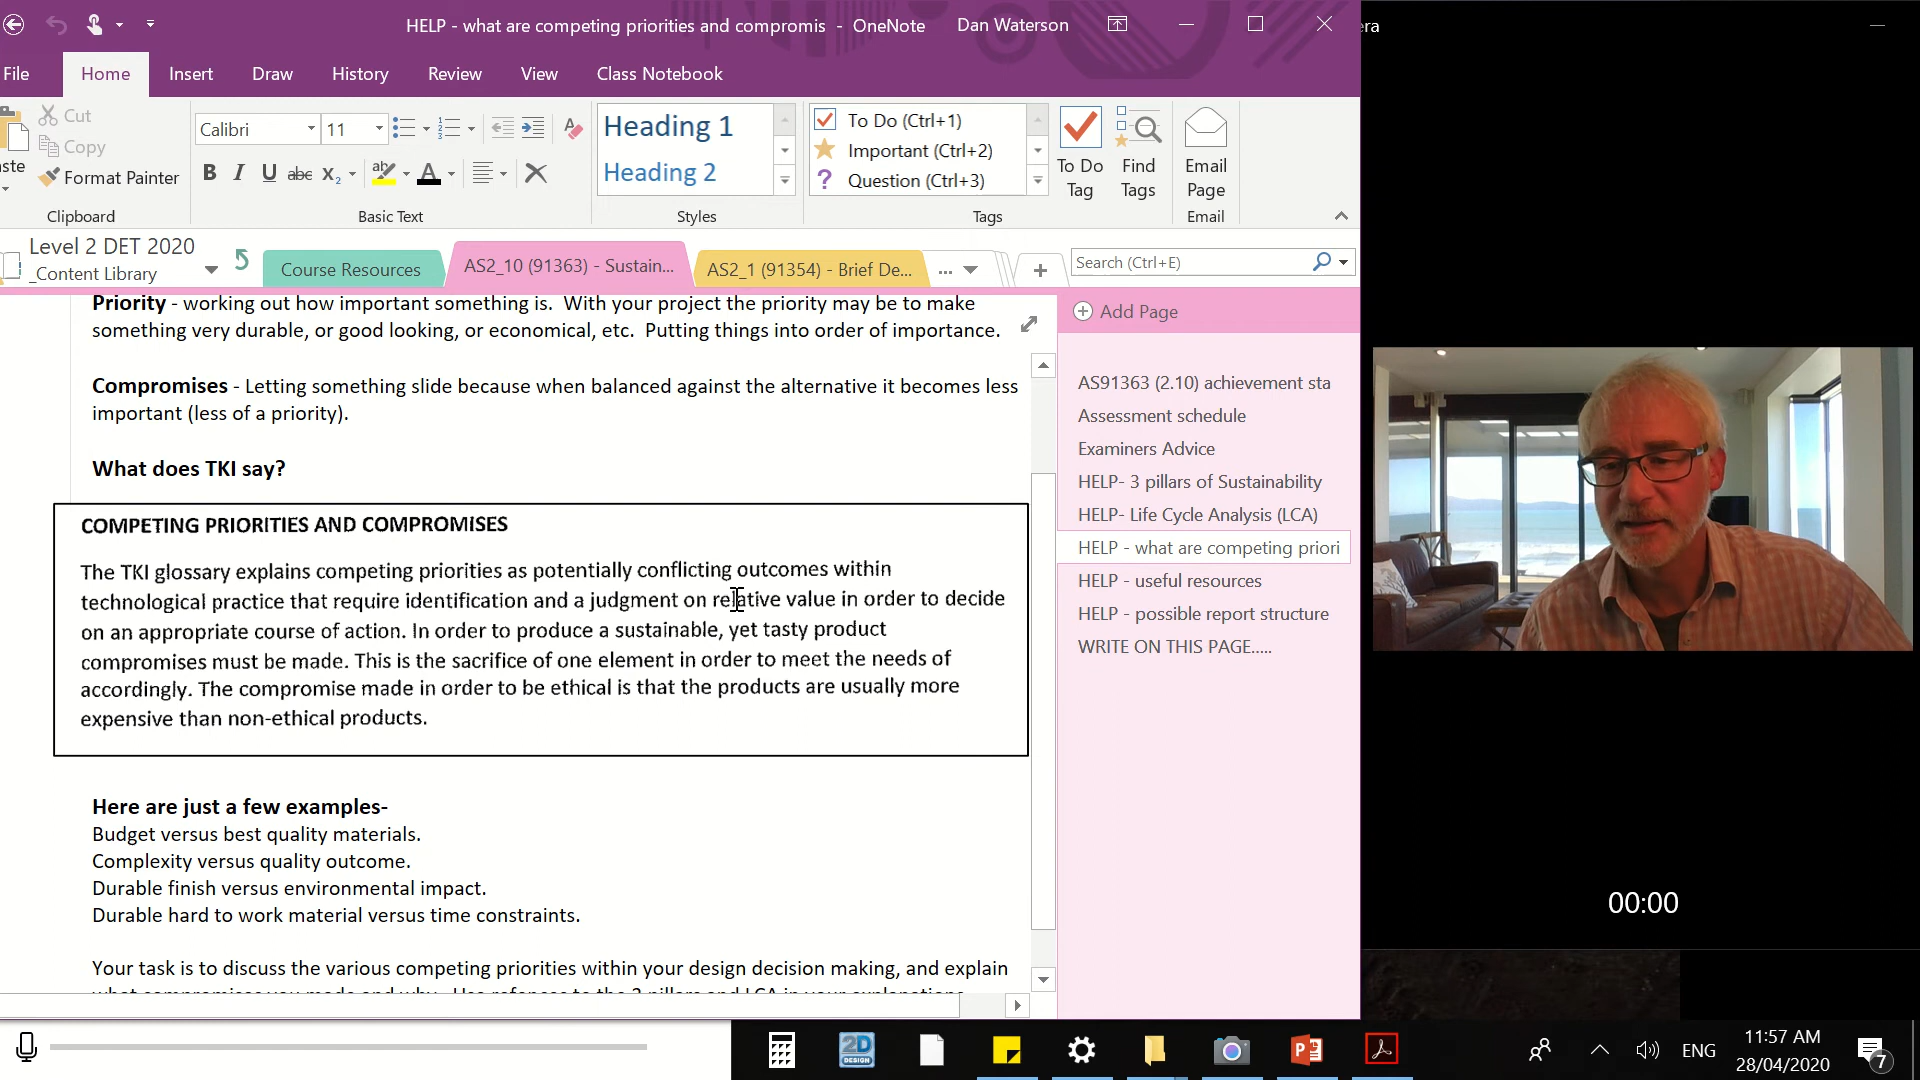 HELP - what are competing priorities and compromis - OneNote
Dan Waterson
era
File
Home
Insert
Draw
History
Review
View
Class Notebook
Cut
Copy
Format Painter
Clipboard
Calibri
11
B I U abc X₂
Basic Text
Heading 1
Heading 2
Styles
To Do (Ctrl+1)
Important (Ctrl+2)
Question (Ctrl+3)
Tags
To Do
Tag
Find
Tags
Email
Page
Email
Level 2 DET 2020
_Content Library
Course Resources
AS2_10 (91363) - Sustain...
AS2_1 (91354) - Brief De...
...
Search (Ctrl+E)
Priority - working out how important something is. With your project the priority may be to make
something very durable, or good looking, or economical, etc. Putting things into order of importance.
Compromises - Letting something slide because when balanced against the alternative it becomes less
important (less of a priority).
What does TKI say?
COMPETING PRIORITIES AND COMPROMISES
The TKI glossary explains competing priorities as potentially conflicting outcomes within
technological practice that require identification and a judgment on relative value in order to decide
on an appropriate course of action. In order to produce a sustainable, yet tasty product
compromises must be made. This is the sacrifice of one element in order to meet the needs of
accordingly. The compromise made in order to be ethical is that the products are usually more
expensive than non-ethical products.
Here are just a few examples-
Budget versus best quality materials.
Complexity versus quality outcome.
Durable finish versus environmental impact.
Durable hard to work material versus time constraints.
Your task is to discuss the various competing priorities within your design decision making, and explain
Add Page
AS91363 (2.10) achievement sta
Assessment schedule
Examiners Advice
HELP- 3 pillars of Sustainability
HELP- Life Cycle Analysis (LCA)
HELP - what are competing priori
HELP - useful resources
HELP - possible report structure
WRITE ON THIS PAGE.....
00:00
2D
DESIGN
ENG
11:57 AM
28/04/2020
7